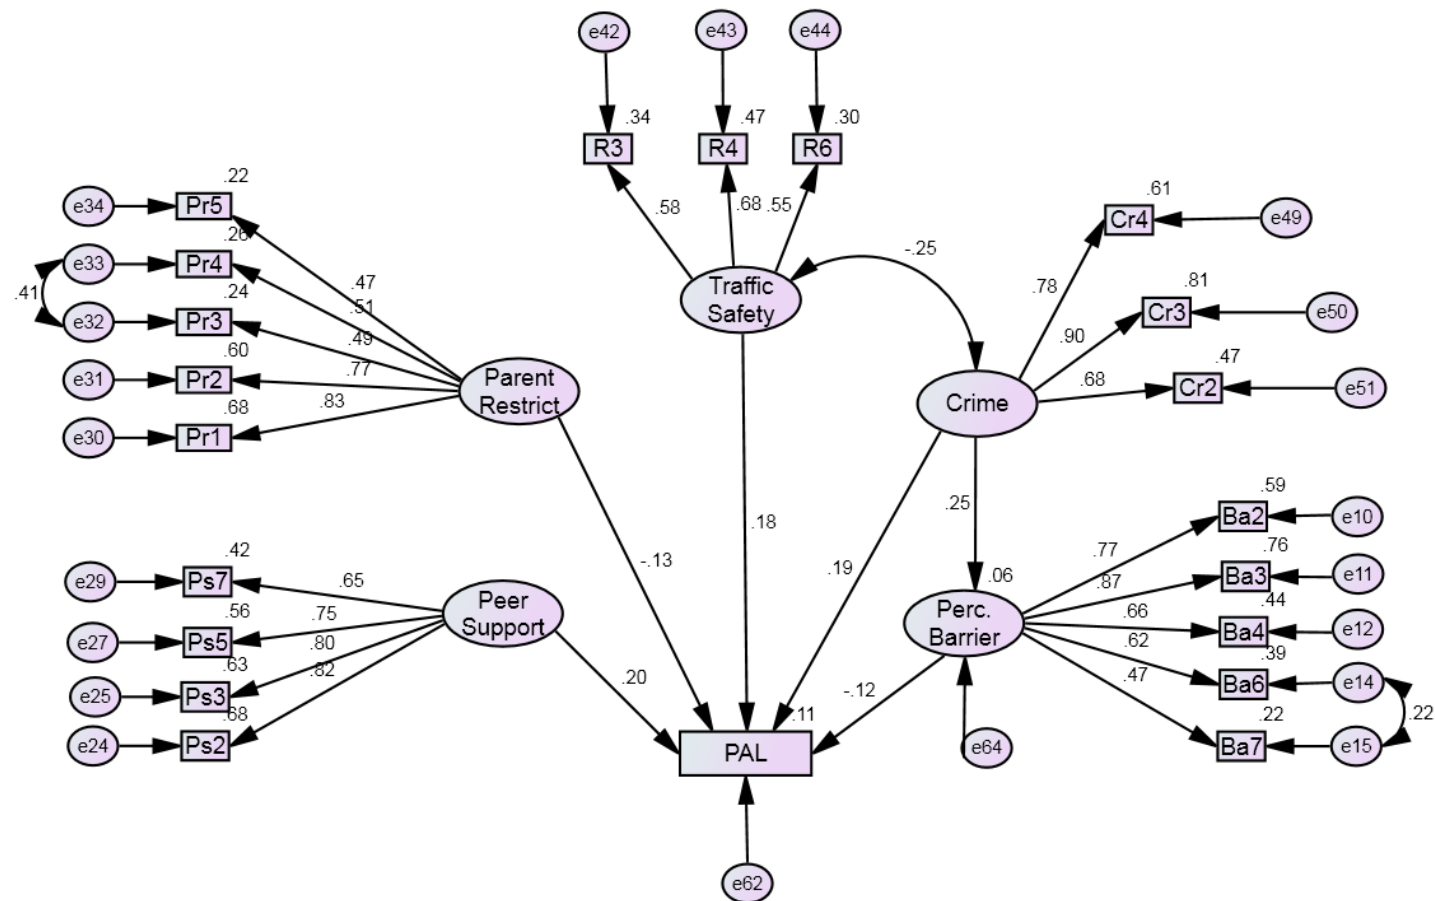 e42
e43
e44
.34
.47
.30
R3
R4
R6
.58
.68
.55
Traffic
Safety
-.25
.22
e34
Pr5
.26
e33
Pr4
.41
.24
e32
Pr3
.60
e31
Pr2
.68
e30
Pr1
.47
.51
.49
.77
.83
Parent
Restrict
.61
Cr4
e49
.81
Cr3
e50
.47
Cr2
e51
.78
.90
.68
Crime
.25
.19
.18
-.13
.42
e29
Ps7
.56
e27
Ps5
.63
e25
Ps3
.68
e24
Ps2
.65
.75
.80
.82
Peer
Support
.20
.06
Perc.
Barrier
-.12
e64
.59
Ba2
e10
.76
Ba3
e11
.44
Ba4
e12
.39
Ba6
e14
.22
.22
Ba7
e15
.77
.87
.66
.62
.47
.11
PAL
e62